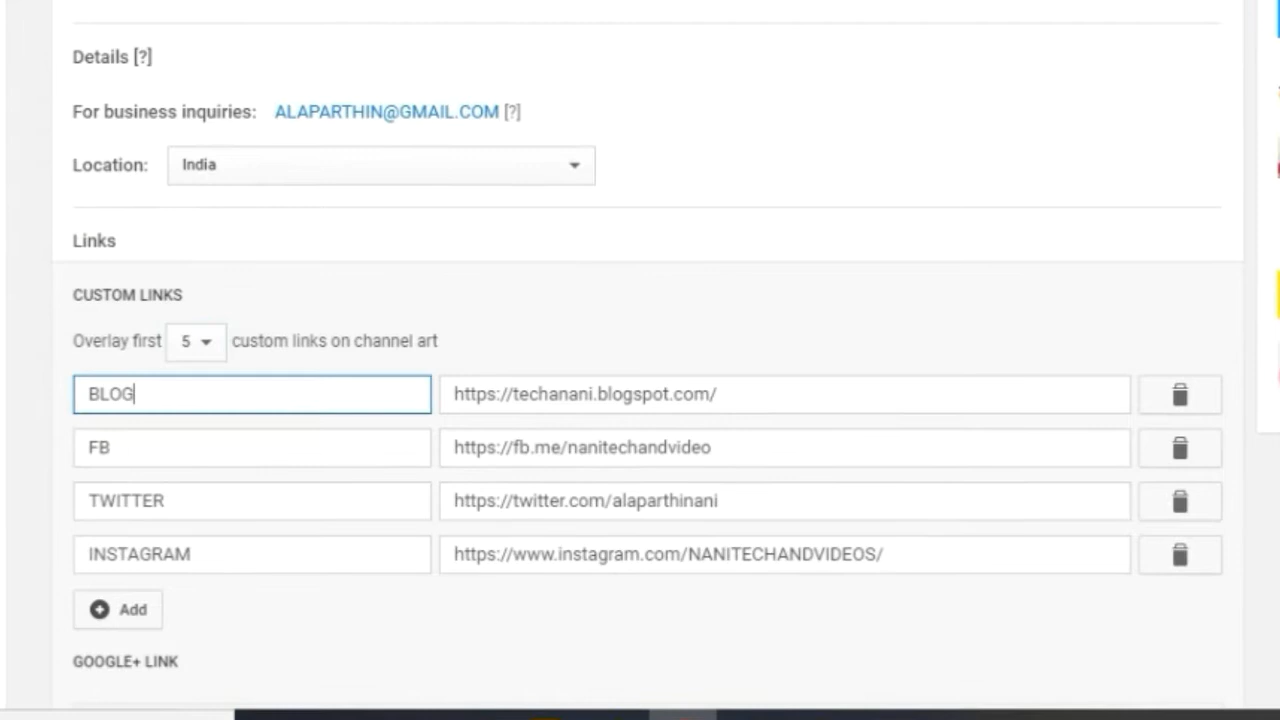 Details [?]
For business inquiries: ALAPARTHIN@GMAIL.COM [?]
Location: India
Links
CUSTOM LINKS
Overlay first 5 custom links on channel art
BLOG https://techanani.blogspot.com/
FB https://fb.me/nanitechandvideo
TWITTER https://twitter.com/alaparthinani
INSTAGRAM https://www.instagram.com/NANITECHANDVIDEOS/
Add
GOOGLE+ LINK